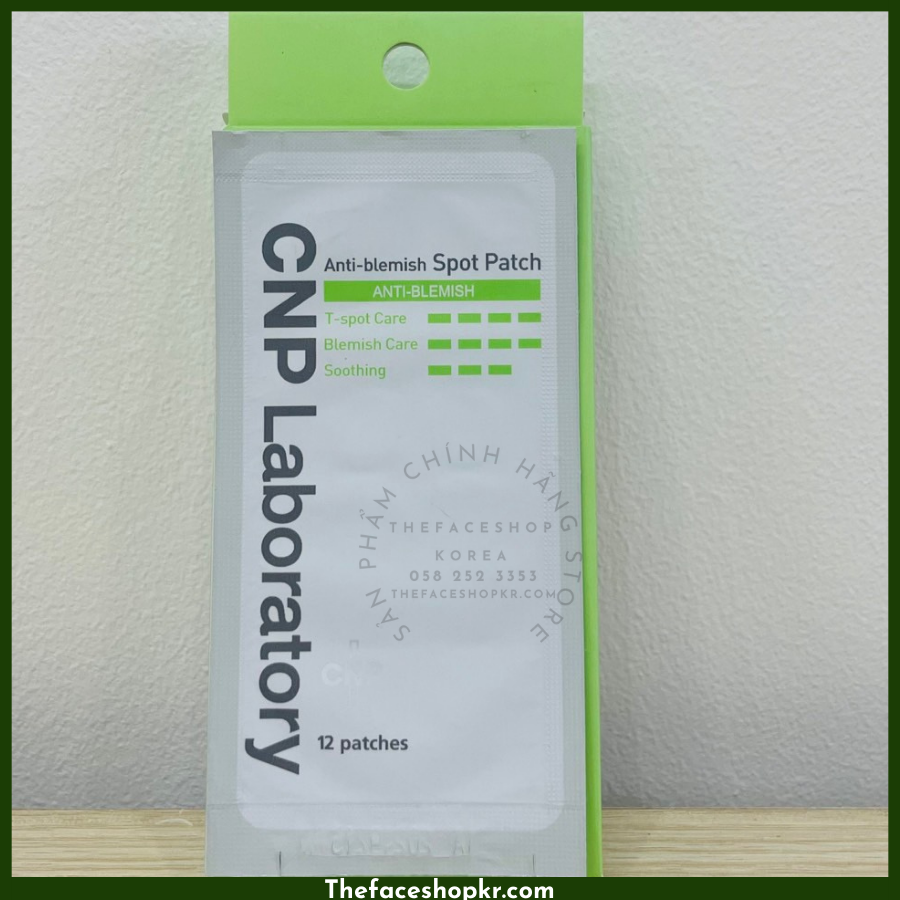 CNP Laboratory
Anti-blemish Spot Patch
ANTI-BLEMISH
T-spot Care
Blemish Care
Soothing
SẢN PHẨM CHÍNH HÃNG STORE
THEFACESHOP
KOREA
058 252 3353
THEFACESHOPKR.COM
12 patches
Thefaceshopkr.com